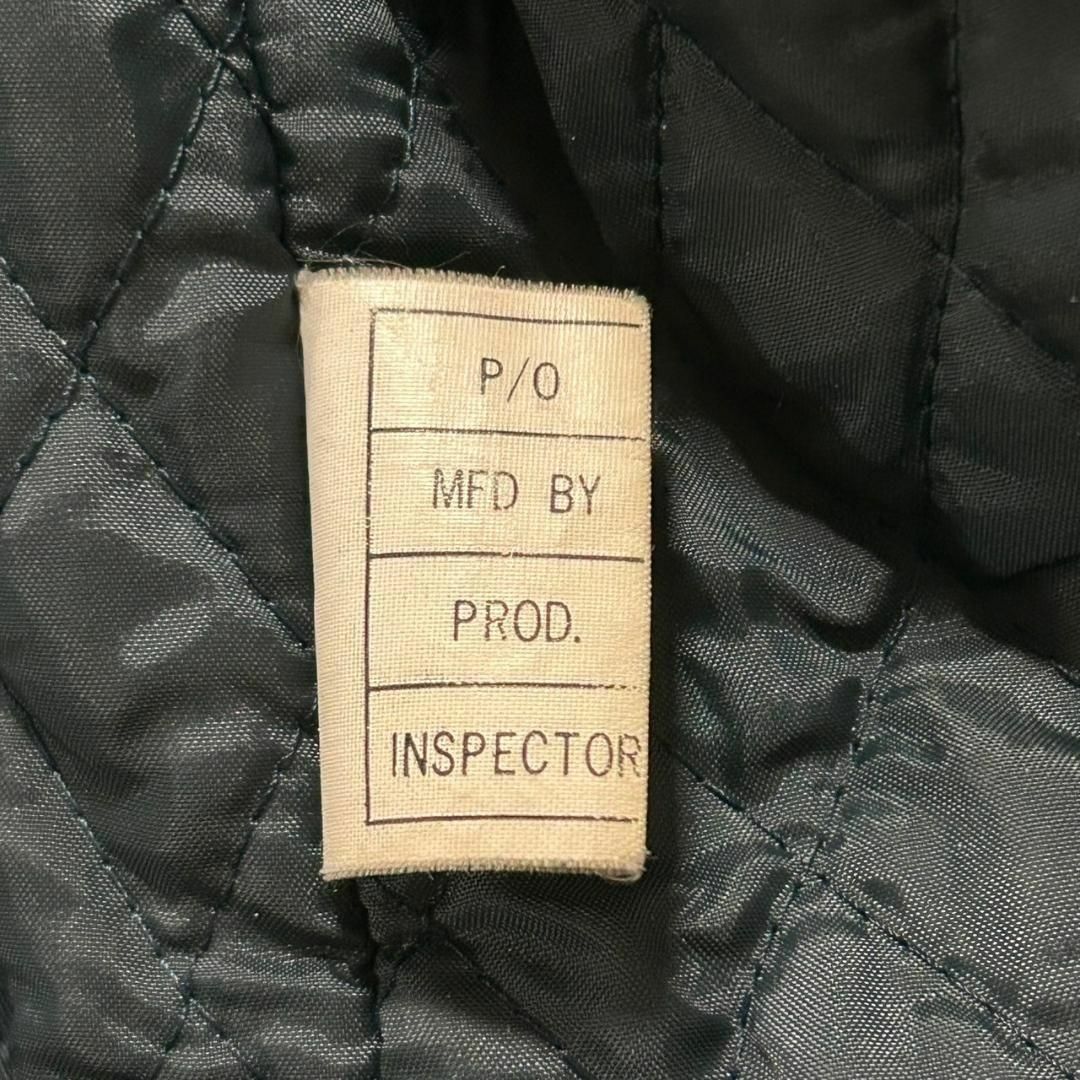 P/O
MFD BY
PROD.
INSPECTOR